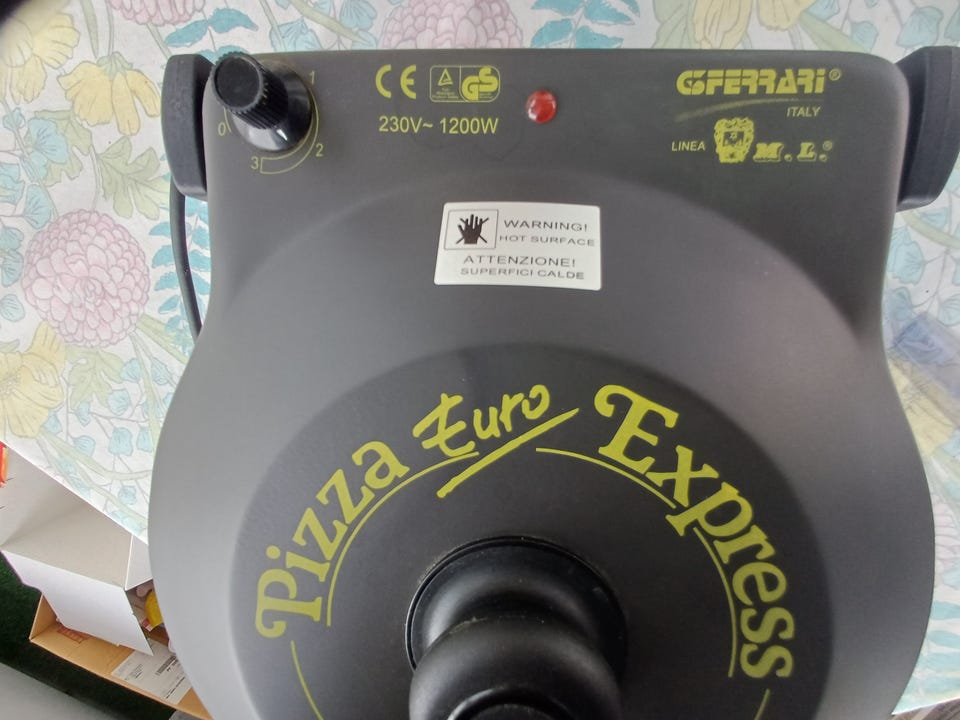 1
0
2
3
CE GS
230V~ 1200W
GSFERRARI®
ITALY
LINEA M.L.®
WARNING!
HOT SURFACE
ATTENZIONE!
SUPERFICI CALDE
Pizza Euro Express